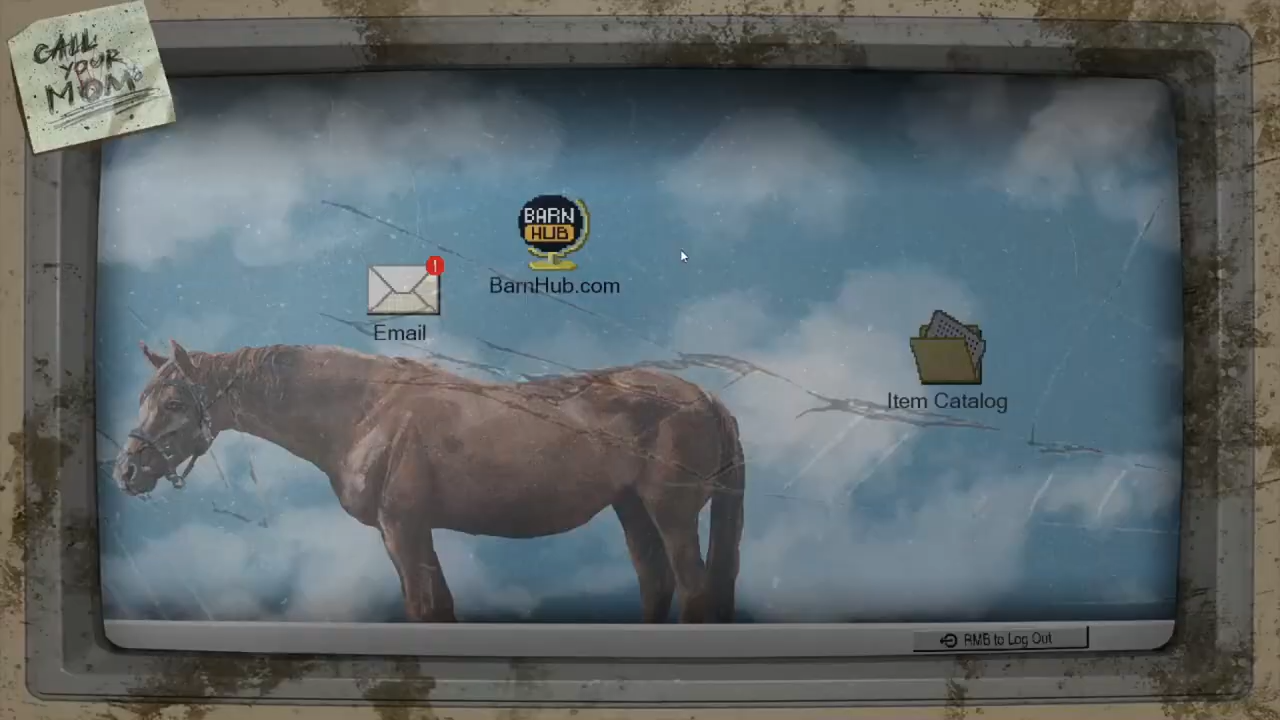 CALL
YOUR
MOM
BARN
HUB
BarnHub.com
!
Email
Item Catalog
RMB to Log Out